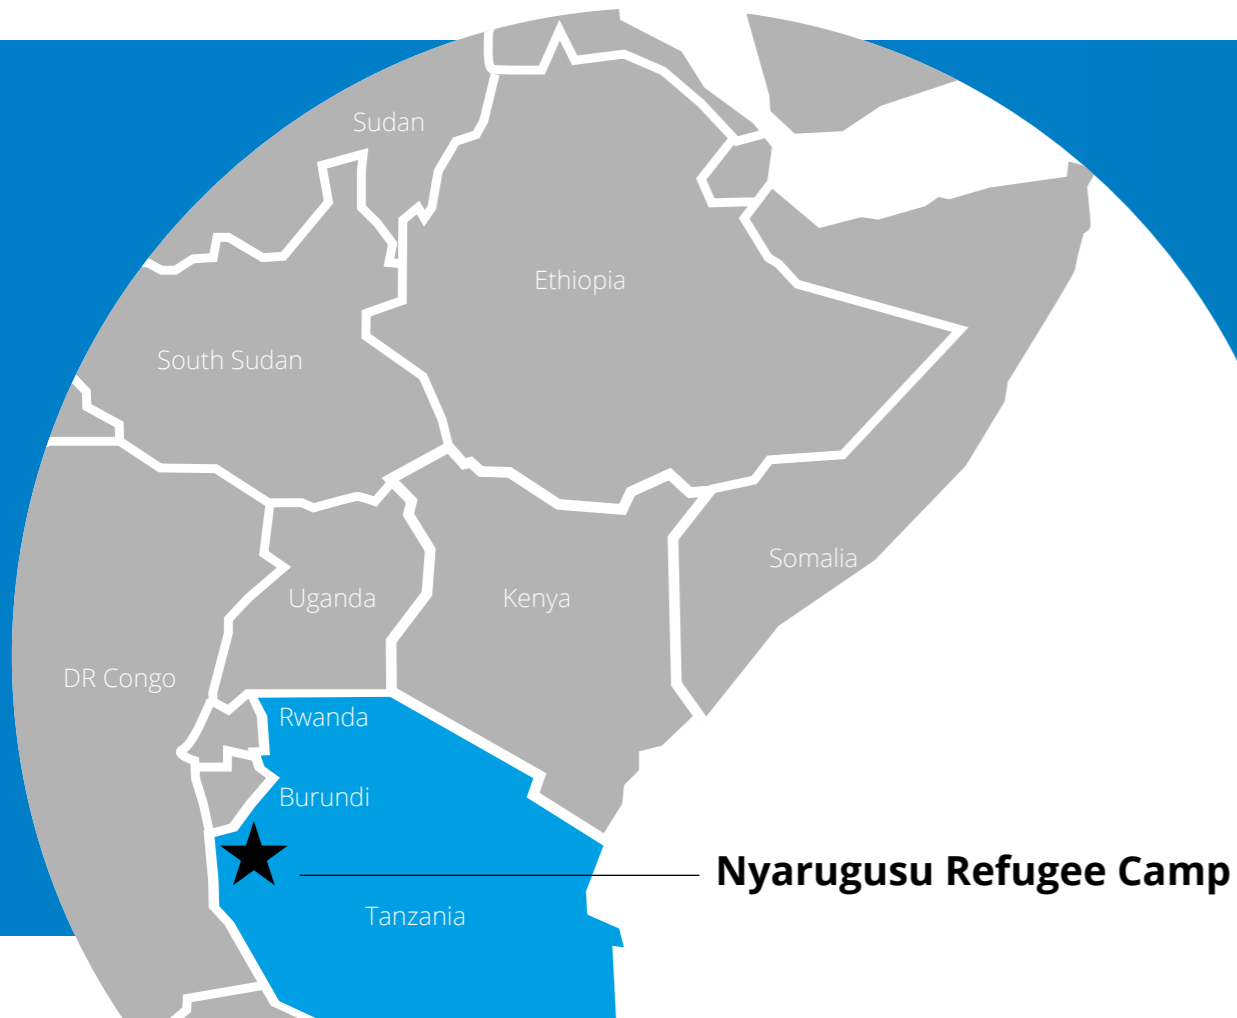 Sudan
Ethiopia
South Sudan
Somalia
Uganda
Kenya
DR Congo
Rwanda
Burundi
Nyarugusu Refugee Camp
Tanzania